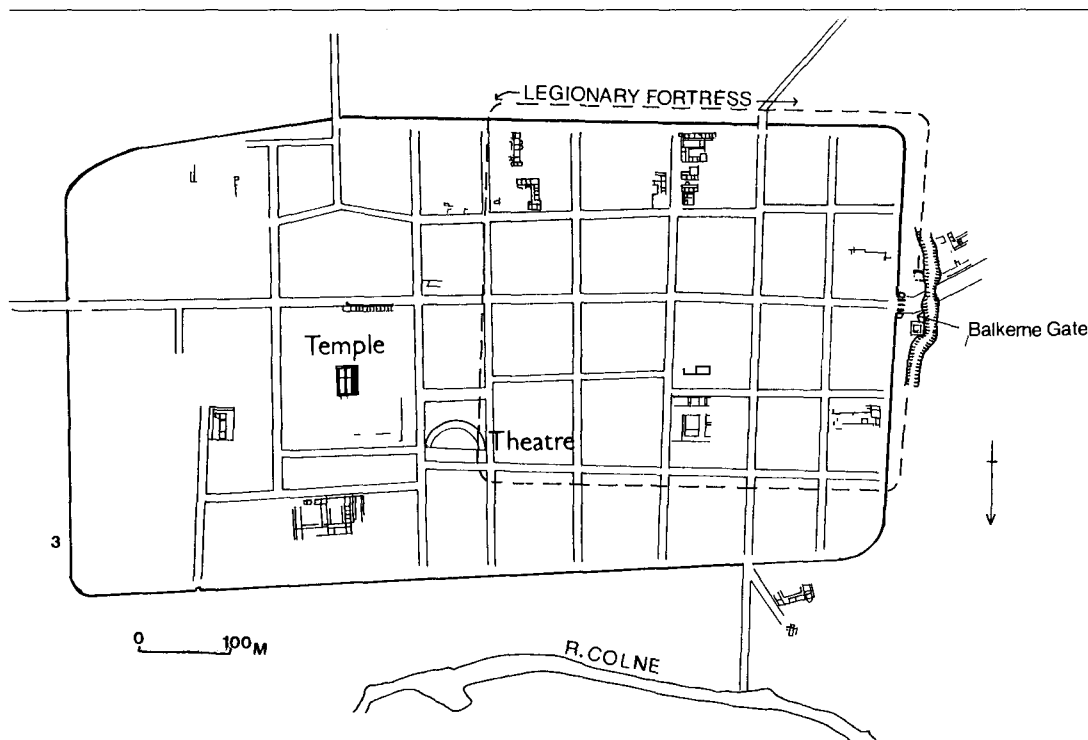 LEGIONARY FORTRESS
Balkerne Gate
Temple
Theatre
3
0 100M
R. COLNE